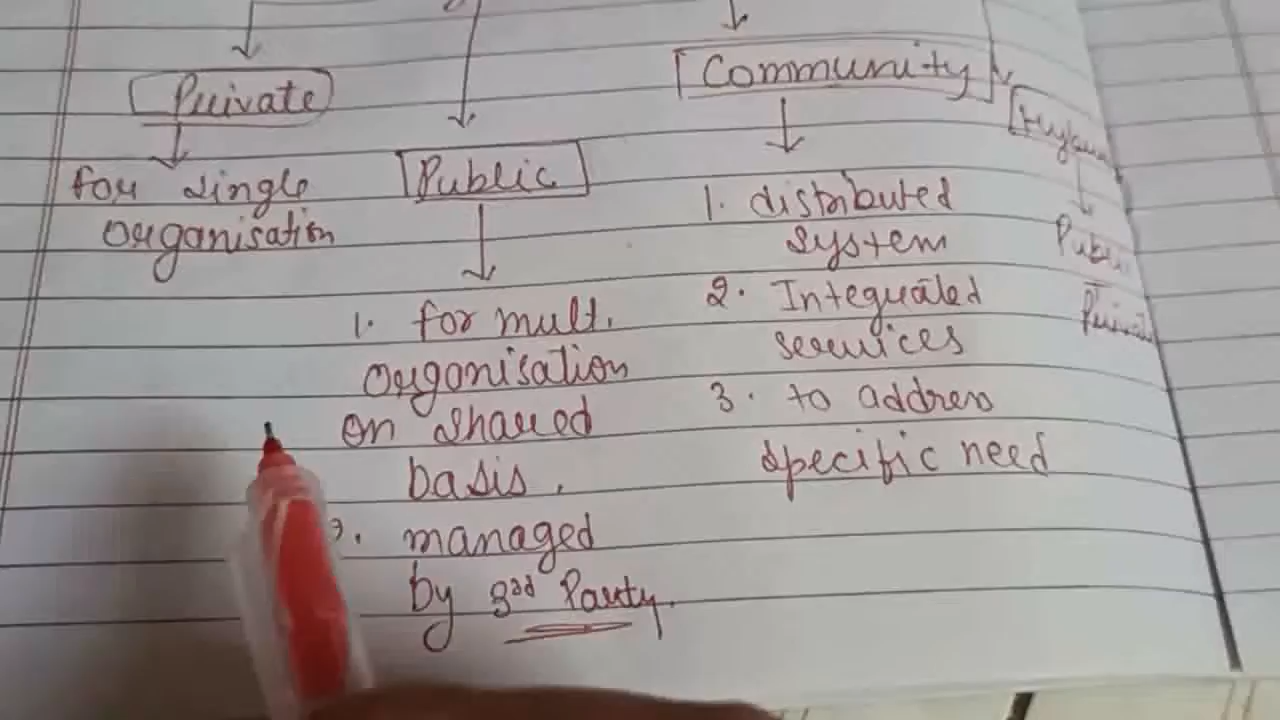 Private
for single
organisation
Public
1. for mult.
organisation
on shared
basis.
2. managed
by 3rd Party.
Community
1. distributed
system
2. Integrated
services
3. to address
specific need
Public
Private